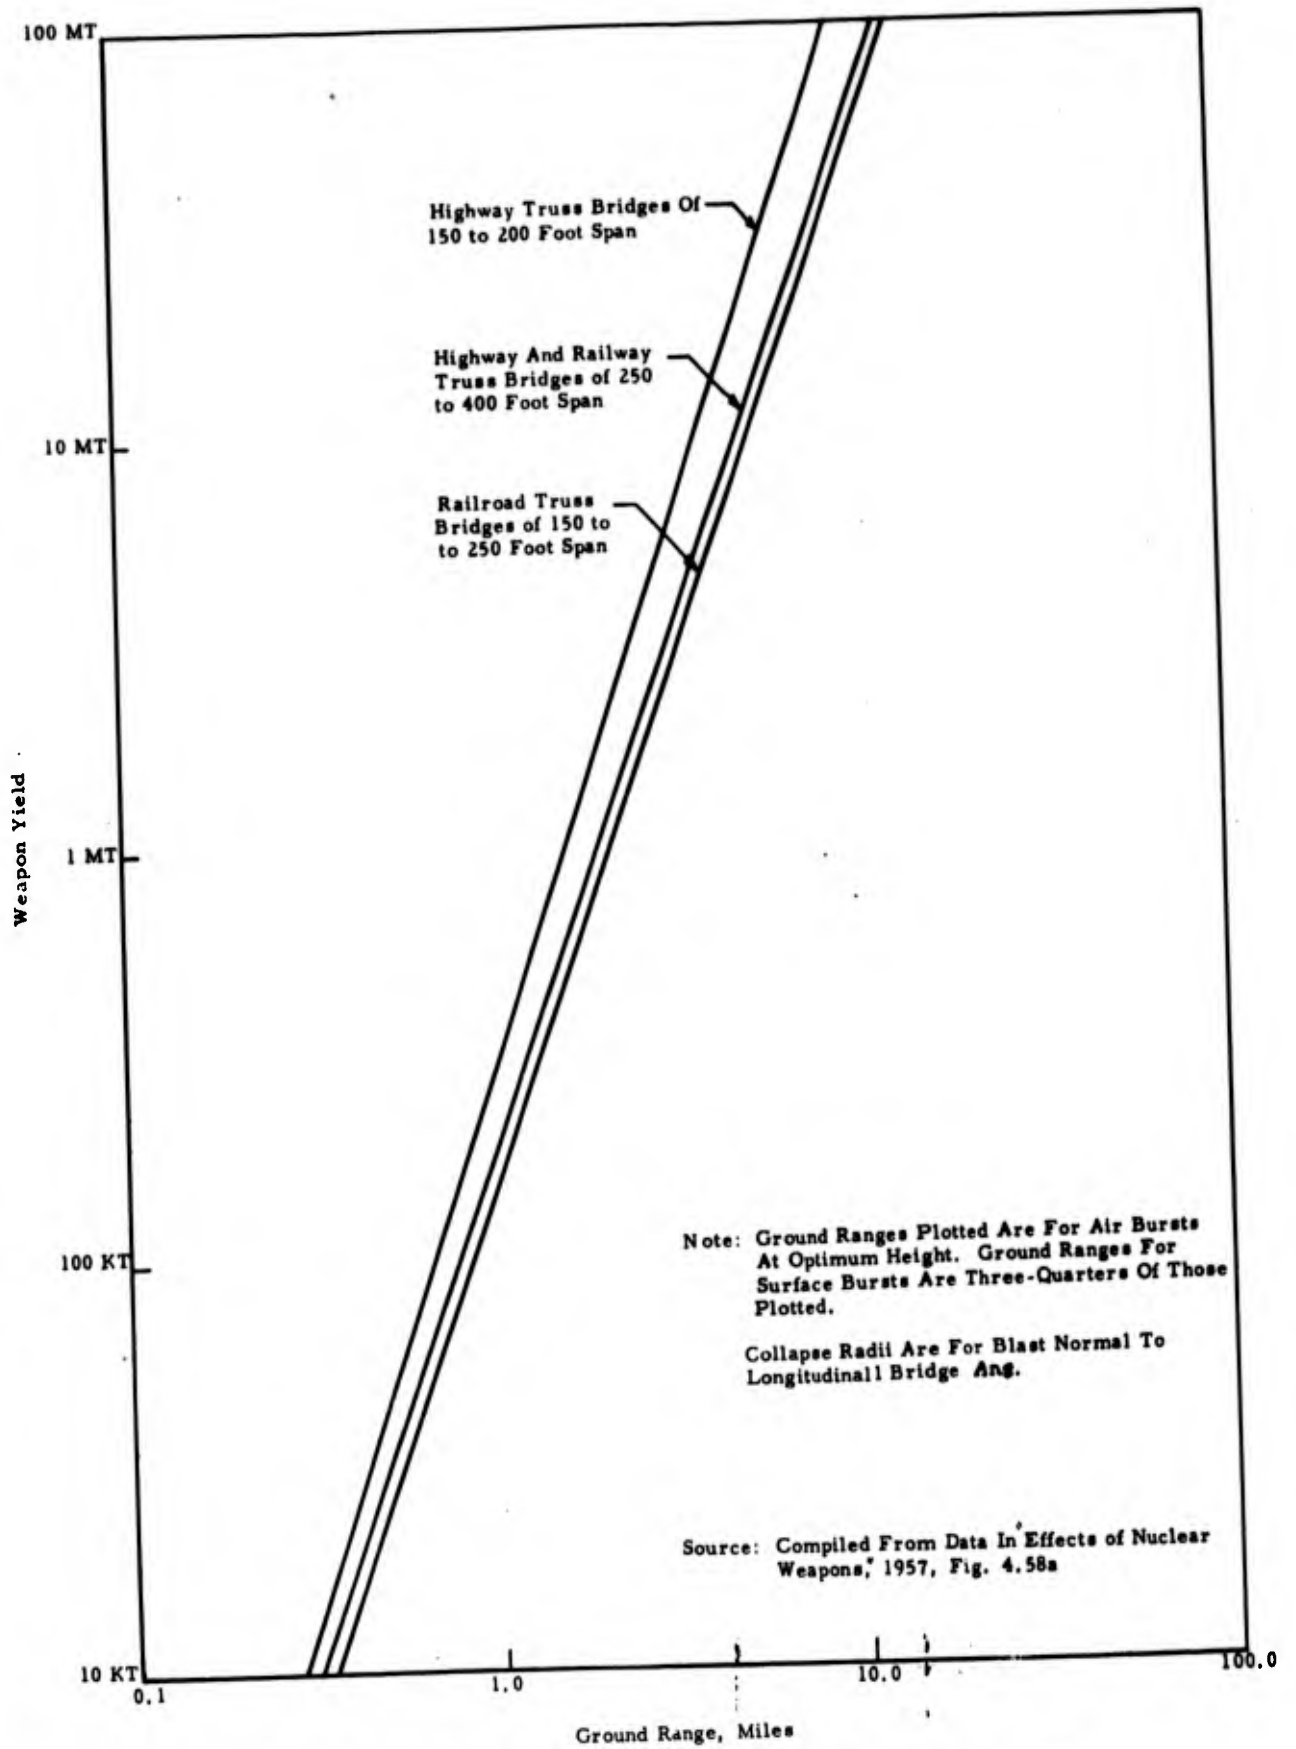 100 MT
Highway Truss Bridges Of
150 to 200 Foot Span
Highway And Railway
Truss Bridges of 250
to 400 Foot Span
10 MT
Railroad Truss
Bridges of 150 to
to 250 Foot Span
Weapon Yield
1 MT
100 KT
Note: Ground Ranges Plotted Are For Air Bursts
At Optimum Height. Ground Ranges For
Surface Bursts Are Three-Quarters Of Those
Plotted.
Collapse Radii Are For Blast Normal To
Longitudinall Bridge Ang.
Source: Compiled From Data In "Effects of Nuclear
Weapons," 1957, Fig. 4.58a
10 KT
0.1
1.0
10.0
100.0
Ground Range, Miles